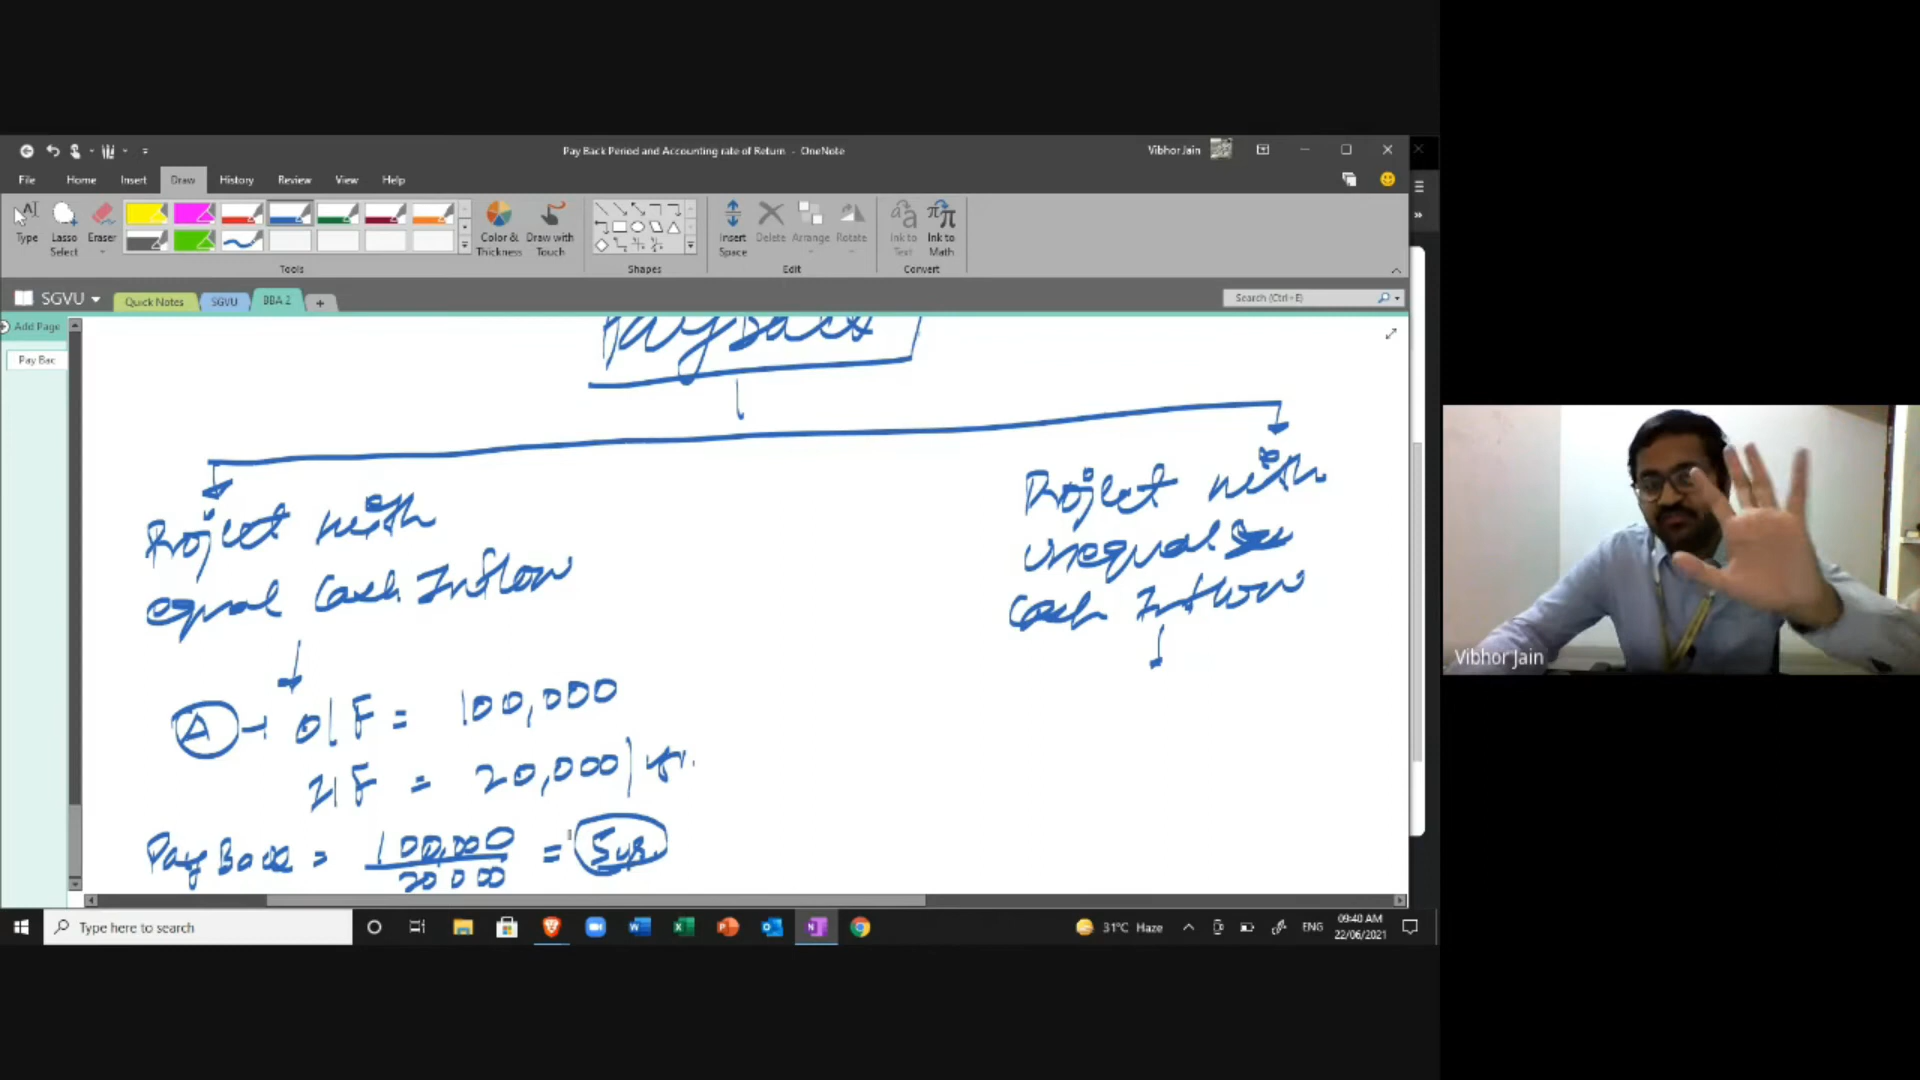 Pay Back Period and Accounting rate of Return - OneNote
Vibhor Jain
File Home Insert Draw History Review View Help
Type
Lasso Select
Eraser
Color & Thickness
Draw with Touch
Insert Space
Delete
Arrange
Rotate
Ink to Text
Ink to Math
Tools
Shapes
Edit
Convert
SGVU
Quick Notes
SGVU
BBA 2
Search (Ctrl+E)
Add Page
Pay Bac
Payback
Project with
equal Cash Inflow
Project with
unequal
Cash Inflow
A → O/F = 100,000
I/F = 20,000/yr.
Pay Back = 100,000
20000
= 5 yr.
Vibhor Jain
Type here to search
31°C Haze
ENG
09:40 AM
22/06/2021